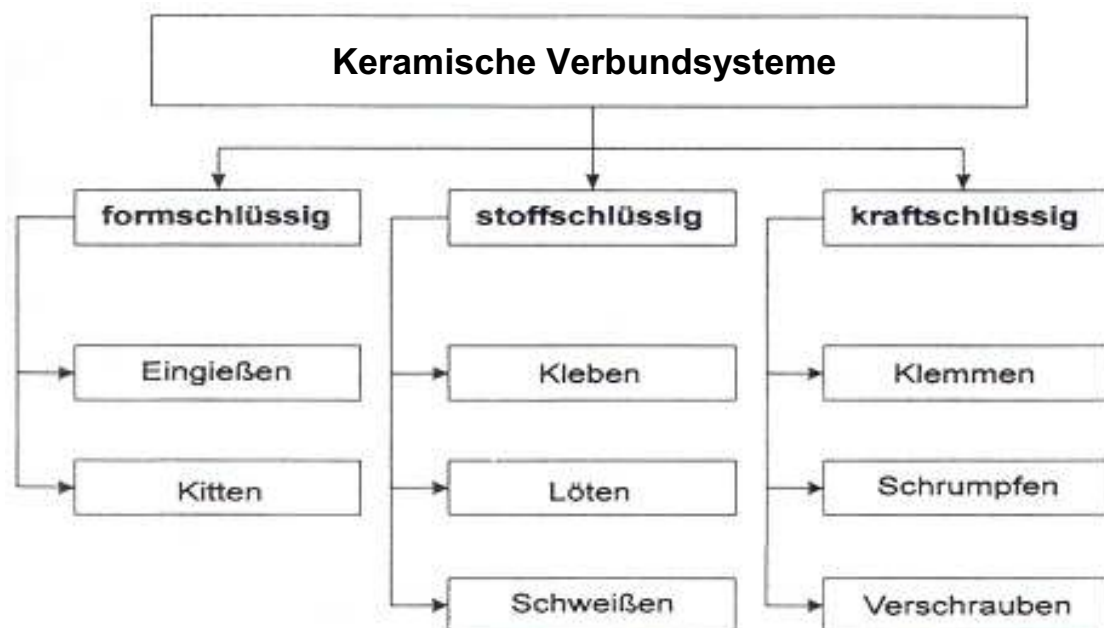 Keramische Verbundsysteme
formschlüssig
stoffschlüssig
kraftschlüssig
Eingießen
Kleben
Klemmen
Kitten
Löten
Schrumpfen
Schweißen
Verschrauben